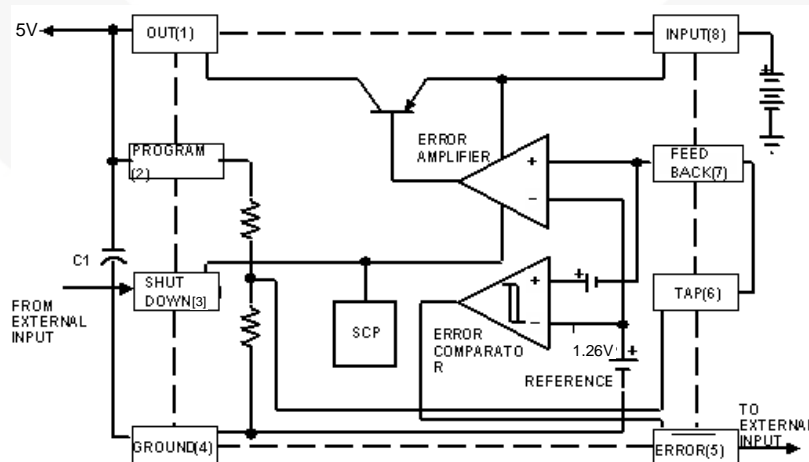 5V
OUT(1)
INPUT(8)
+
ERROR
AMPLIFIER
+
−
PROGRAM
(2)
FEED
BACK(7)
C1
SHUT
DOWN(3)
FROM
EXTERNAL
INPUT
SCP
+
+
−
TAP(6)
ERROR
COMPARATO
R
1.26V
+
REFERENCE
GROUND(4)
ERROR(5)
TO
EXTERNAL
INPUT